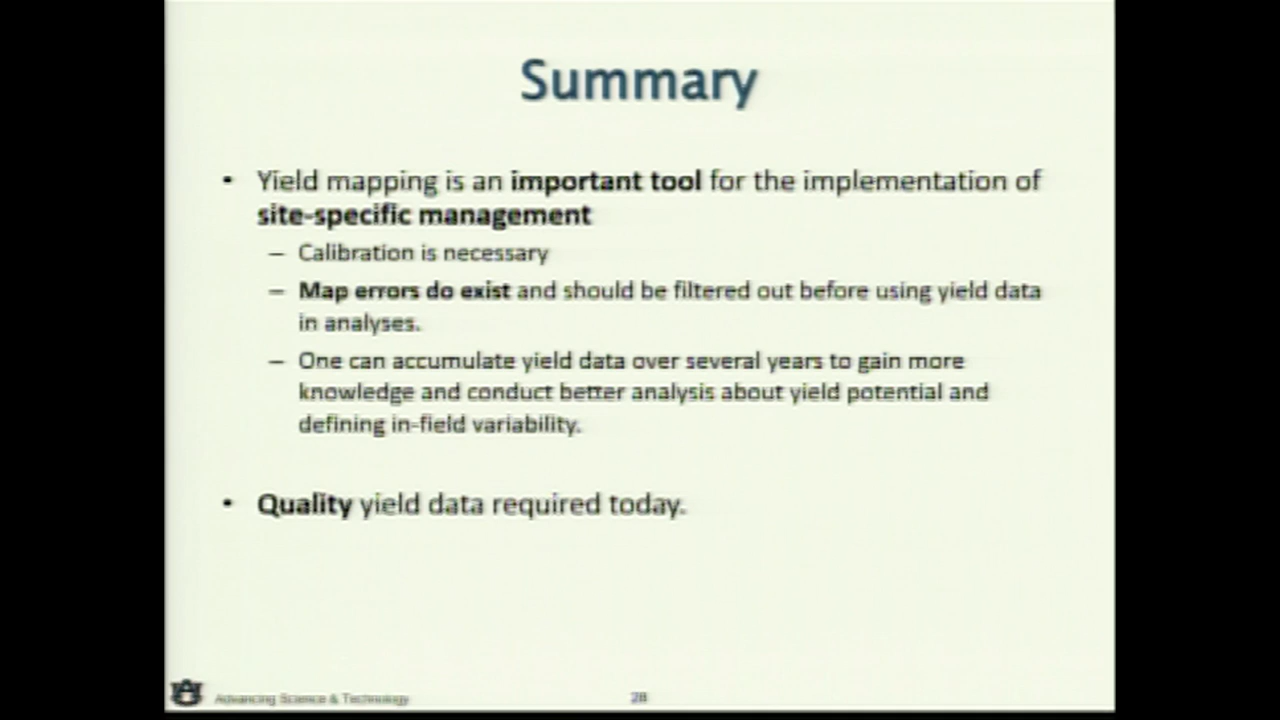 Summary
• Yield mapping is an important tool for the implementation of
site-specific management
– Calibration is necessary
– Map errors do exist and should be filtered out before using yield data
in analyses.
– One can accumulate yield data over several years to gain more
knowledge and conduct better analysis about yield potential and
defining in-field variability.
• Quality yield data required today.
Advancing Science & Technology
28